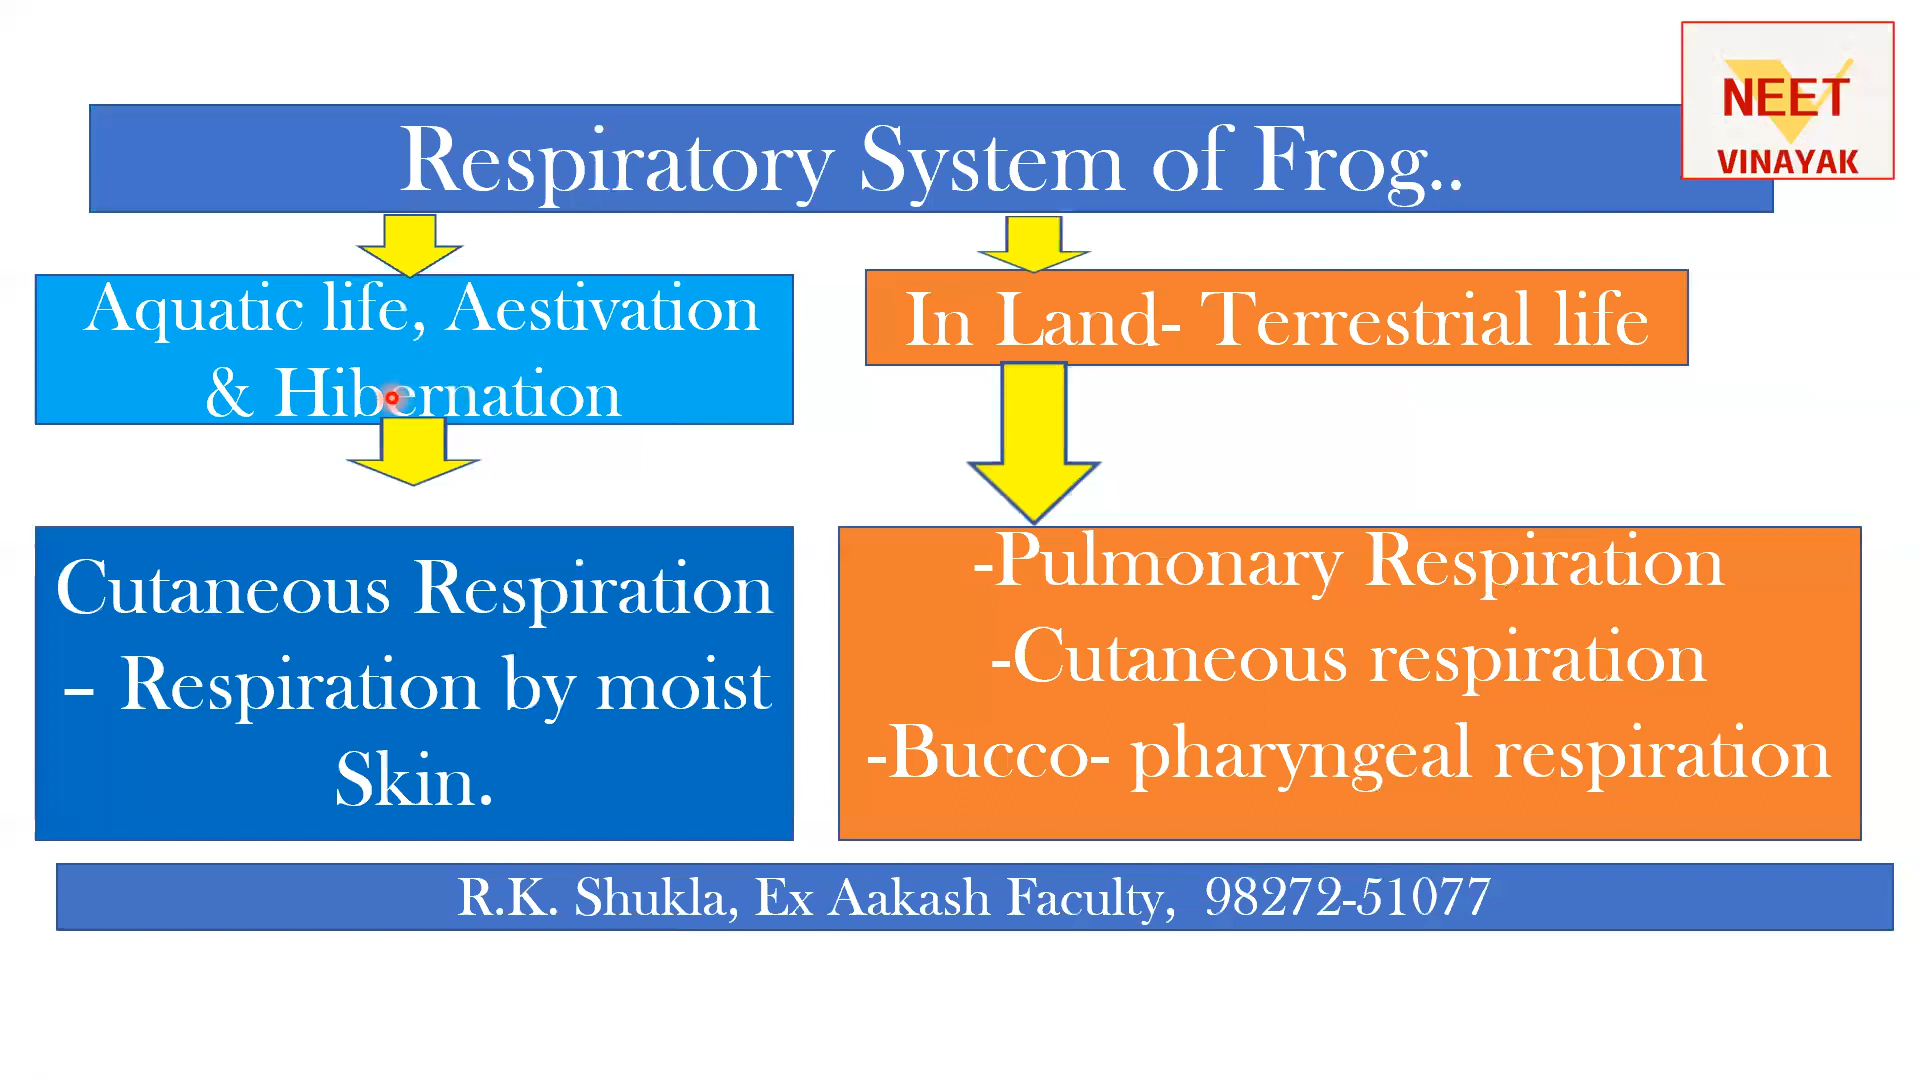 NEET
VINAYAK
Respiratory System of Frog..
Aquatic life, Aestivation
& Hibernation
In Land- Terrestrial life
Cutaneous Respiration
– Respiration by moist
Skin.
-Pulmonary Respiration
-Cutaneous respiration
-Bucco- pharyngeal respiration
R.K. Shukla, Ex Aakash Faculty, 98272-51077